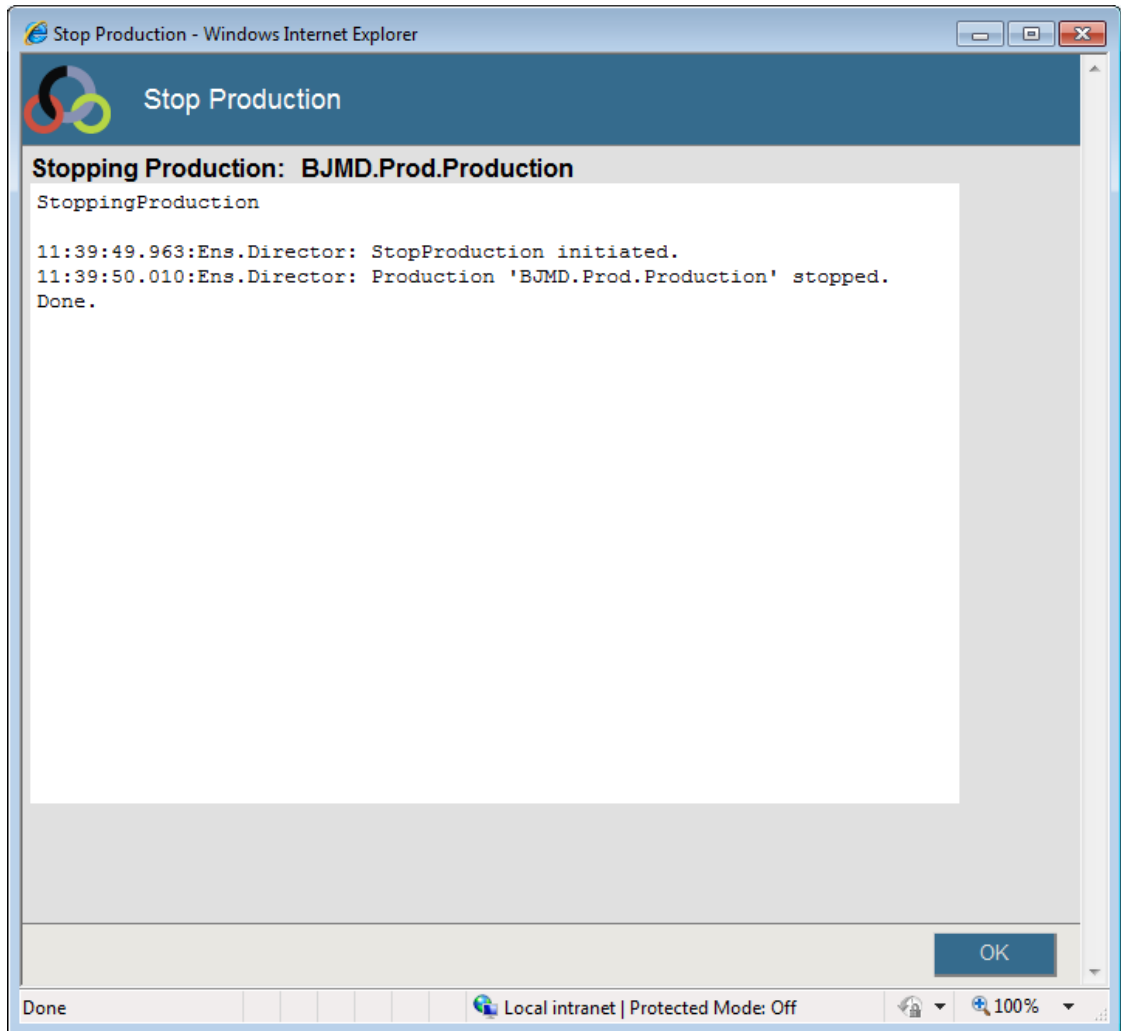 Stop Production - Windows Internet Explorer
Stop Production
Stopping Production: BJMD.Prod.Production
StoppingProduction
11:39:49.963:Ens.Director: StopProduction initiated.
11:39:50.010:Ens.Director: Production 'BJMD.Prod.Production' stopped.
Done.
OK
Done Local intranet | Protected Mode: Off 100%